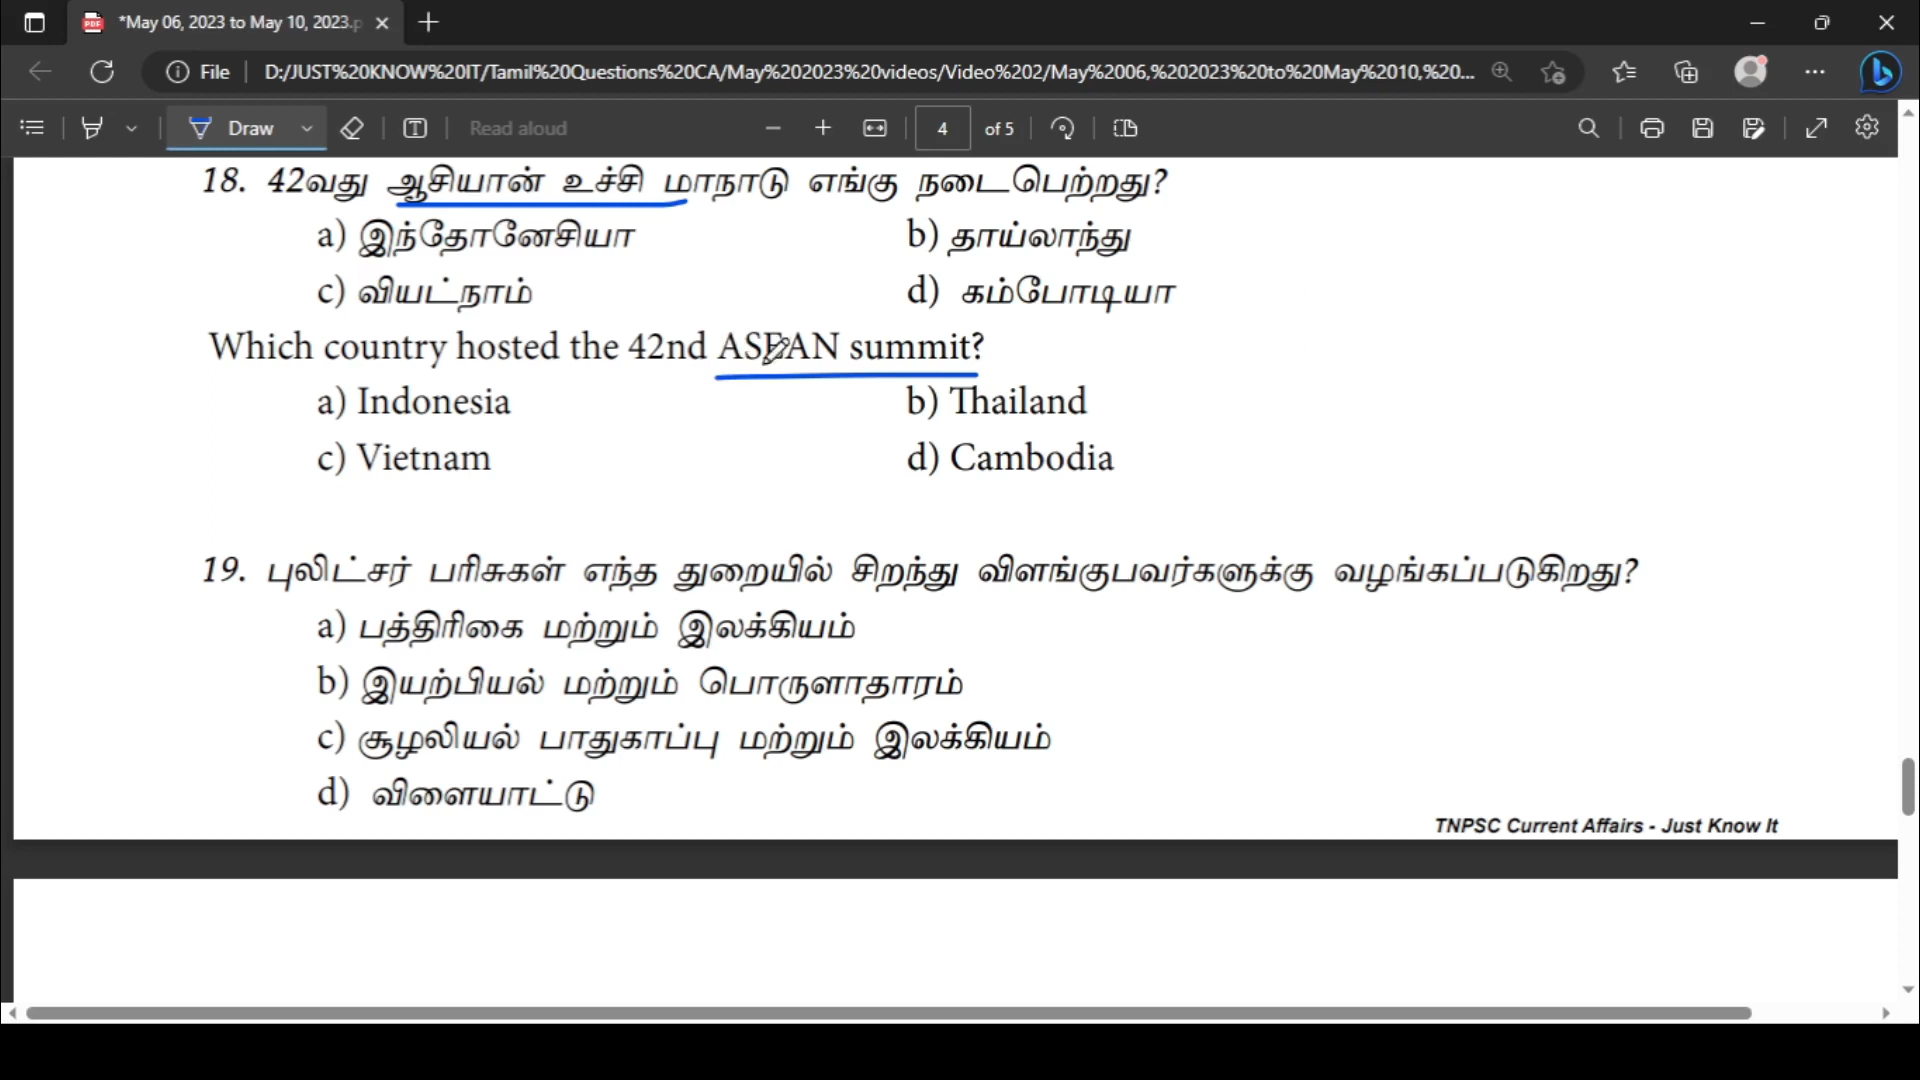 *May 06, 2023 to May 10, 2023.p
File D:/JUST%20KNOW%20IT/Tamil%20Questions%20CA/May%202023%20videos/Video%202/May%2006,%202023%20to%20May%2010,%20...
Draw Read aloud 4 of 5
18. 42வது ஆசியான் உச்சி மாநாடு எங்கு நடைபெற்றது?
a) இந்தோனேசியா b) தாய்லாந்து
c) வியட்நாம் d) கம்போடியா
Which country hosted the 42nd ASEAN summit?
a) Indonesia b) Thailand
c) Vietnam d) Cambodia
19. புலிட்சர் பரிசுகள் எந்த துறையில் சிறந்து விளங்குபவர்களுக்கு வழங்கப்படுகிறது?
a) பத்திரிகை மற்றும் இலக்கியம்
b) இயற்பியல் மற்றும் பொருளாதாரம்
c) சூழலியல் பாதுகாப்பு மற்றும் இலக்கியம்
d) விளையாட்டு
TNPSC Current Affairs - Just Know It